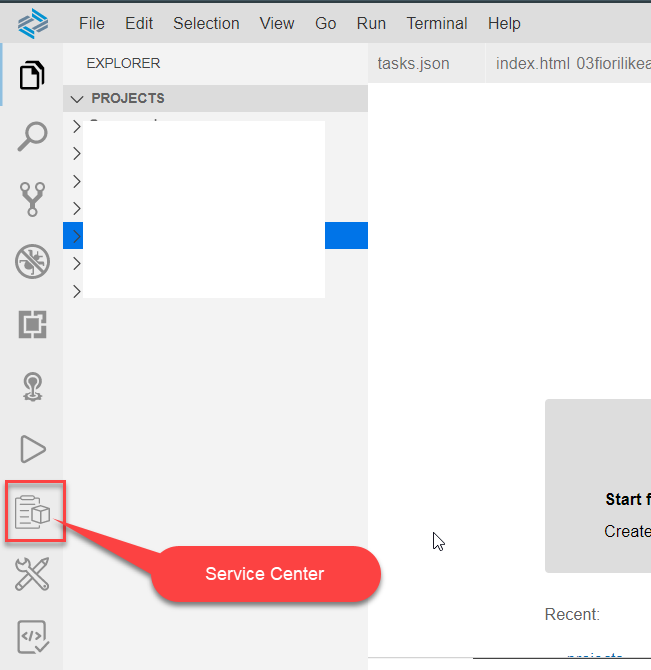 File Edit Selection View Go Run Terminal Help
EXPLORER
tasks.json
index.html 03fiorilikea
PROJECTS
Start f
Create
Service Center
Recent:
projects